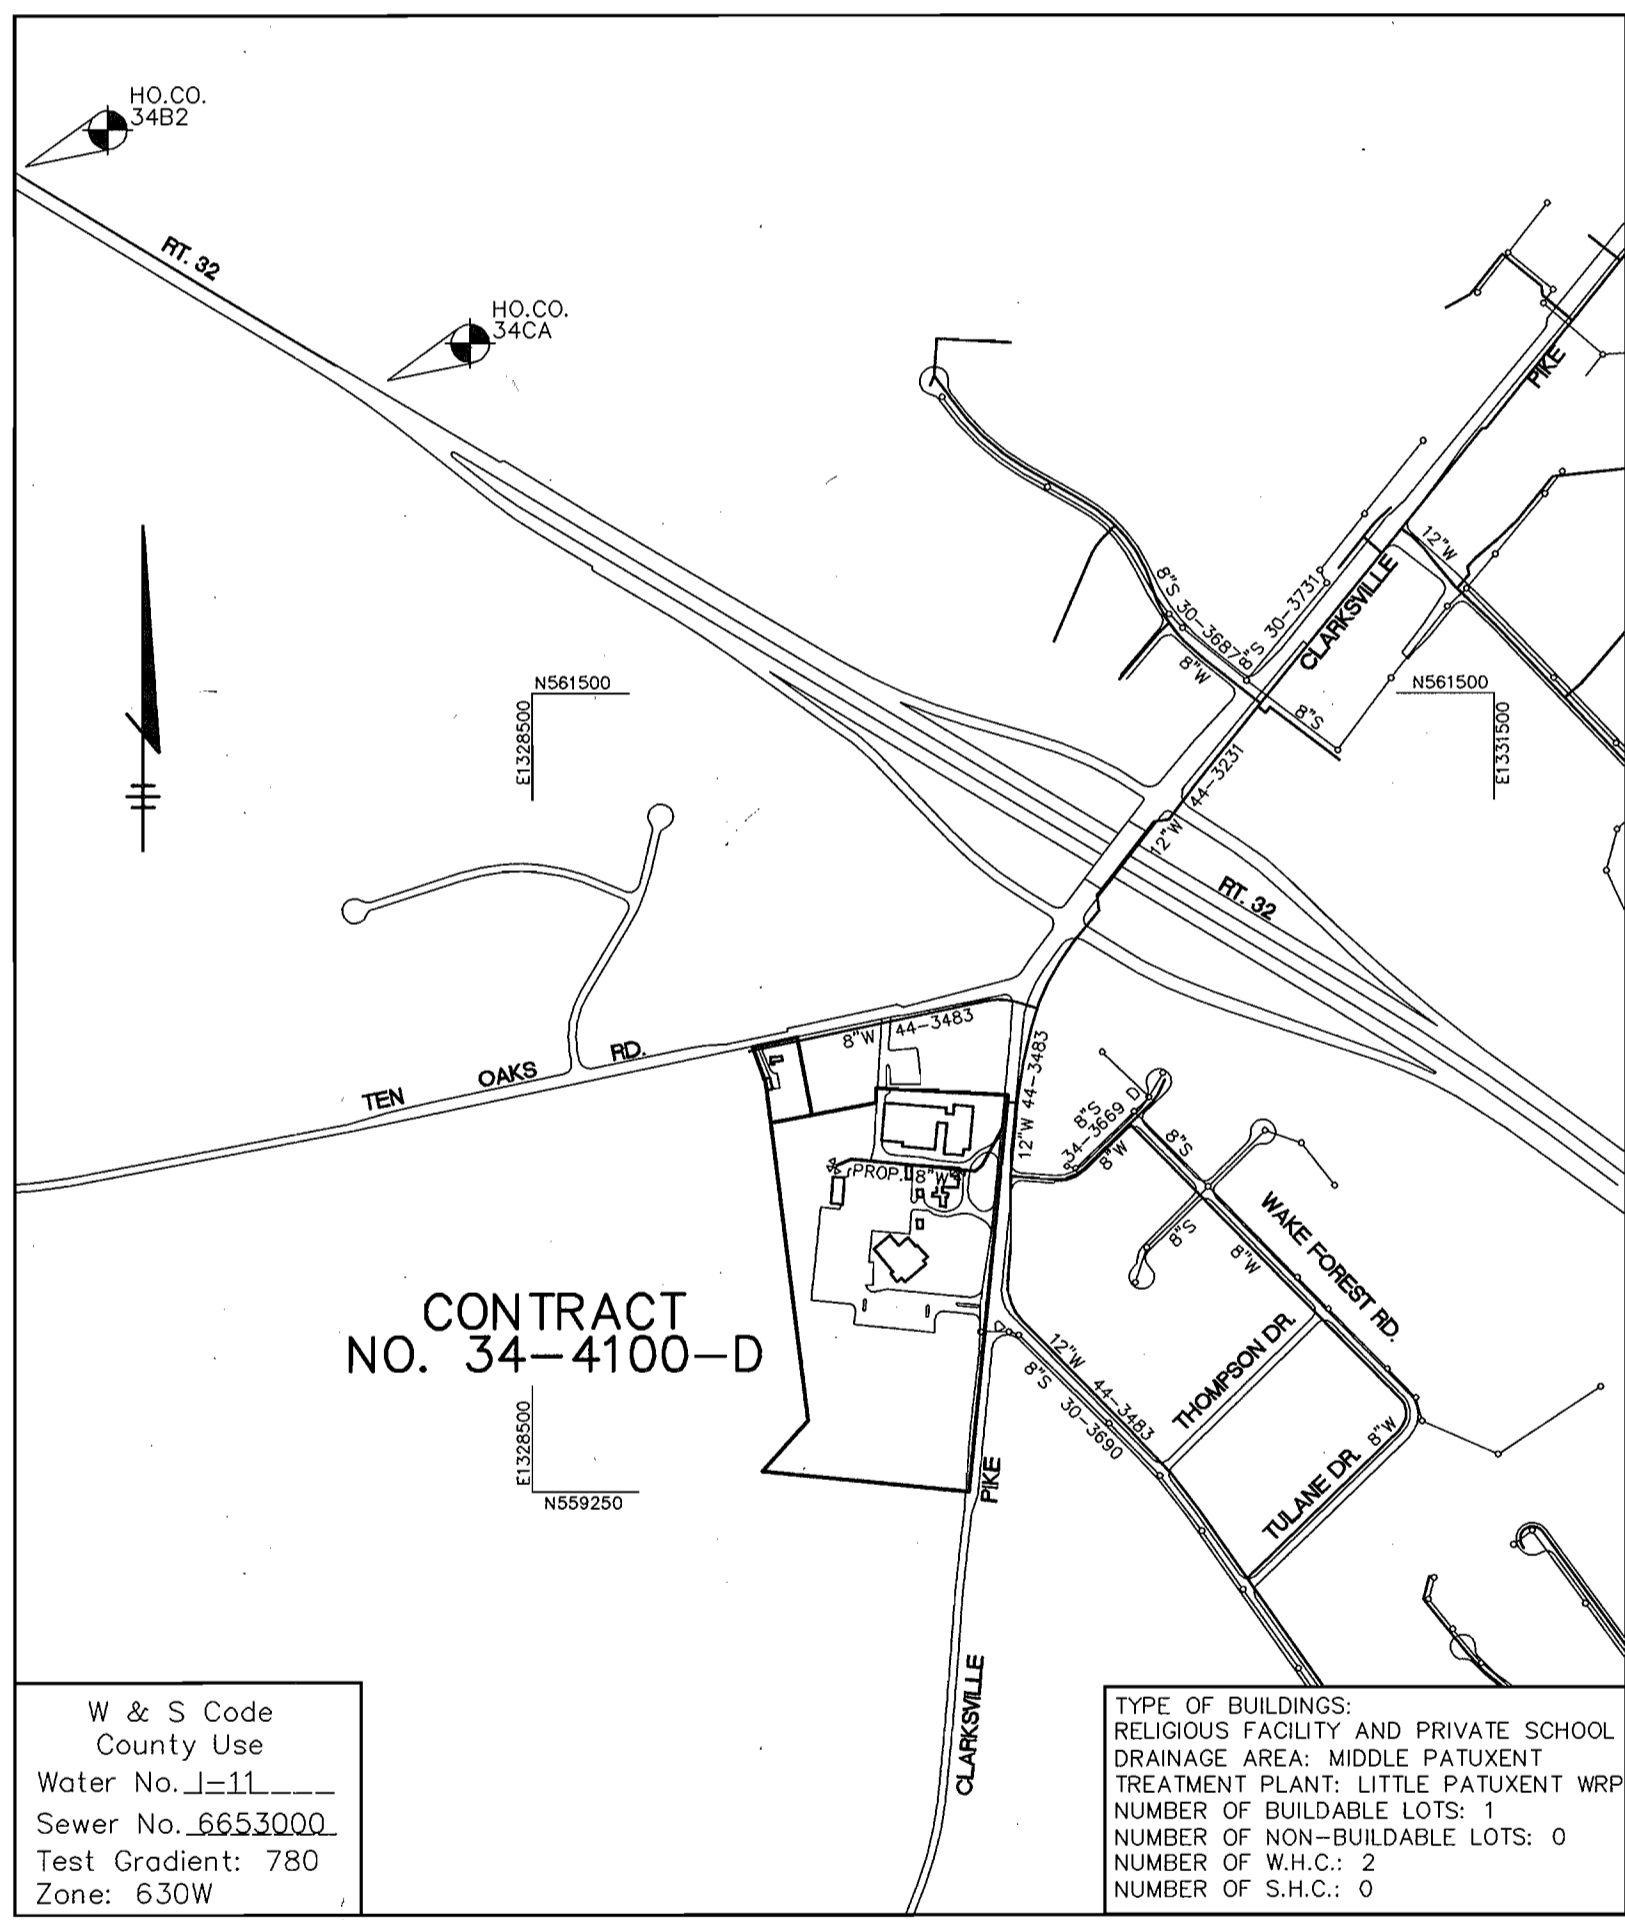 HO.CO.
34B2
RT. 32
HO.CO.
34CA
PIKE
12"W
8"S 30-3687
8"S 30-3731
CLARKSVILLE
8"W
8"S
N561500
E1328500
N561500
E1331500
44-3231
12"W
RT. 32
8"W 44-3483
TEN OAKS RD.
12"W 44-3483
8"S
34-3669 D
8"W
8"S
PROP. 8"W
8"S
8"W
WAKE FOREST RD.
CONTRACT
NO. 34-4100-D
THOMPSON DR.
12"W 44-3483
8"S 30-3690
8"W
TULANE DR.
E1328500
N559250
PIKE
CLARKSVILLE
W & S Code
County Use
Water No. I-11
Sewer No. 6653000
Test Gradient: 780
Zone: 630W
TYPE OF BUILDINGS:
RELIGIOUS FACILITY AND PRIVATE SCHOOL
DRAINAGE AREA: MIDDLE PATUXENT
TREATMENT PLANT: LITTLE PATUXENT WRP
NUMBER OF BUILDABLE LOTS: 1
NUMBER OF NON-BUILDABLE LOTS: 0
NUMBER OF W.H.C.: 2
NUMBER OF S.H.C.: 0